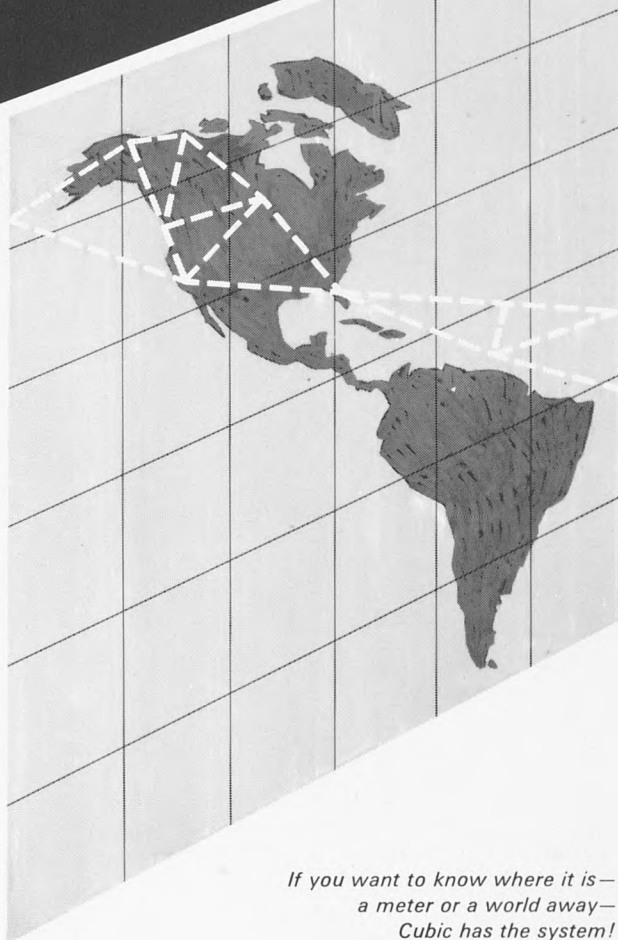 If you want to know where it is—
a meter or a world away—
Cubic has the system!